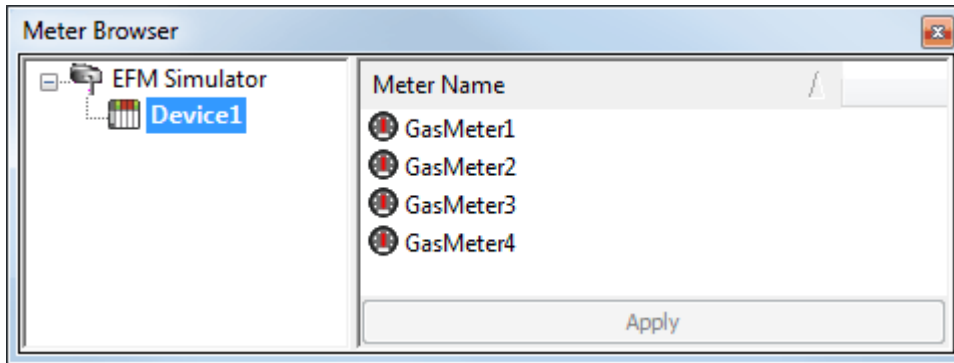 Meter Browser
EFM Simulator
Device1
Meter Name
GasMeter1
GasMeter2
GasMeter3
GasMeter4
Apply